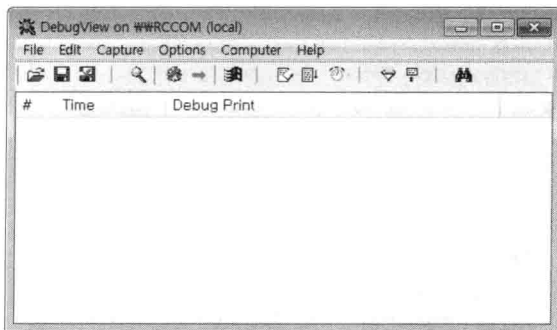 DebugView on ₩₩RCCOM (local)
File Edit Capture Options Computer Help
# Time Debug Print